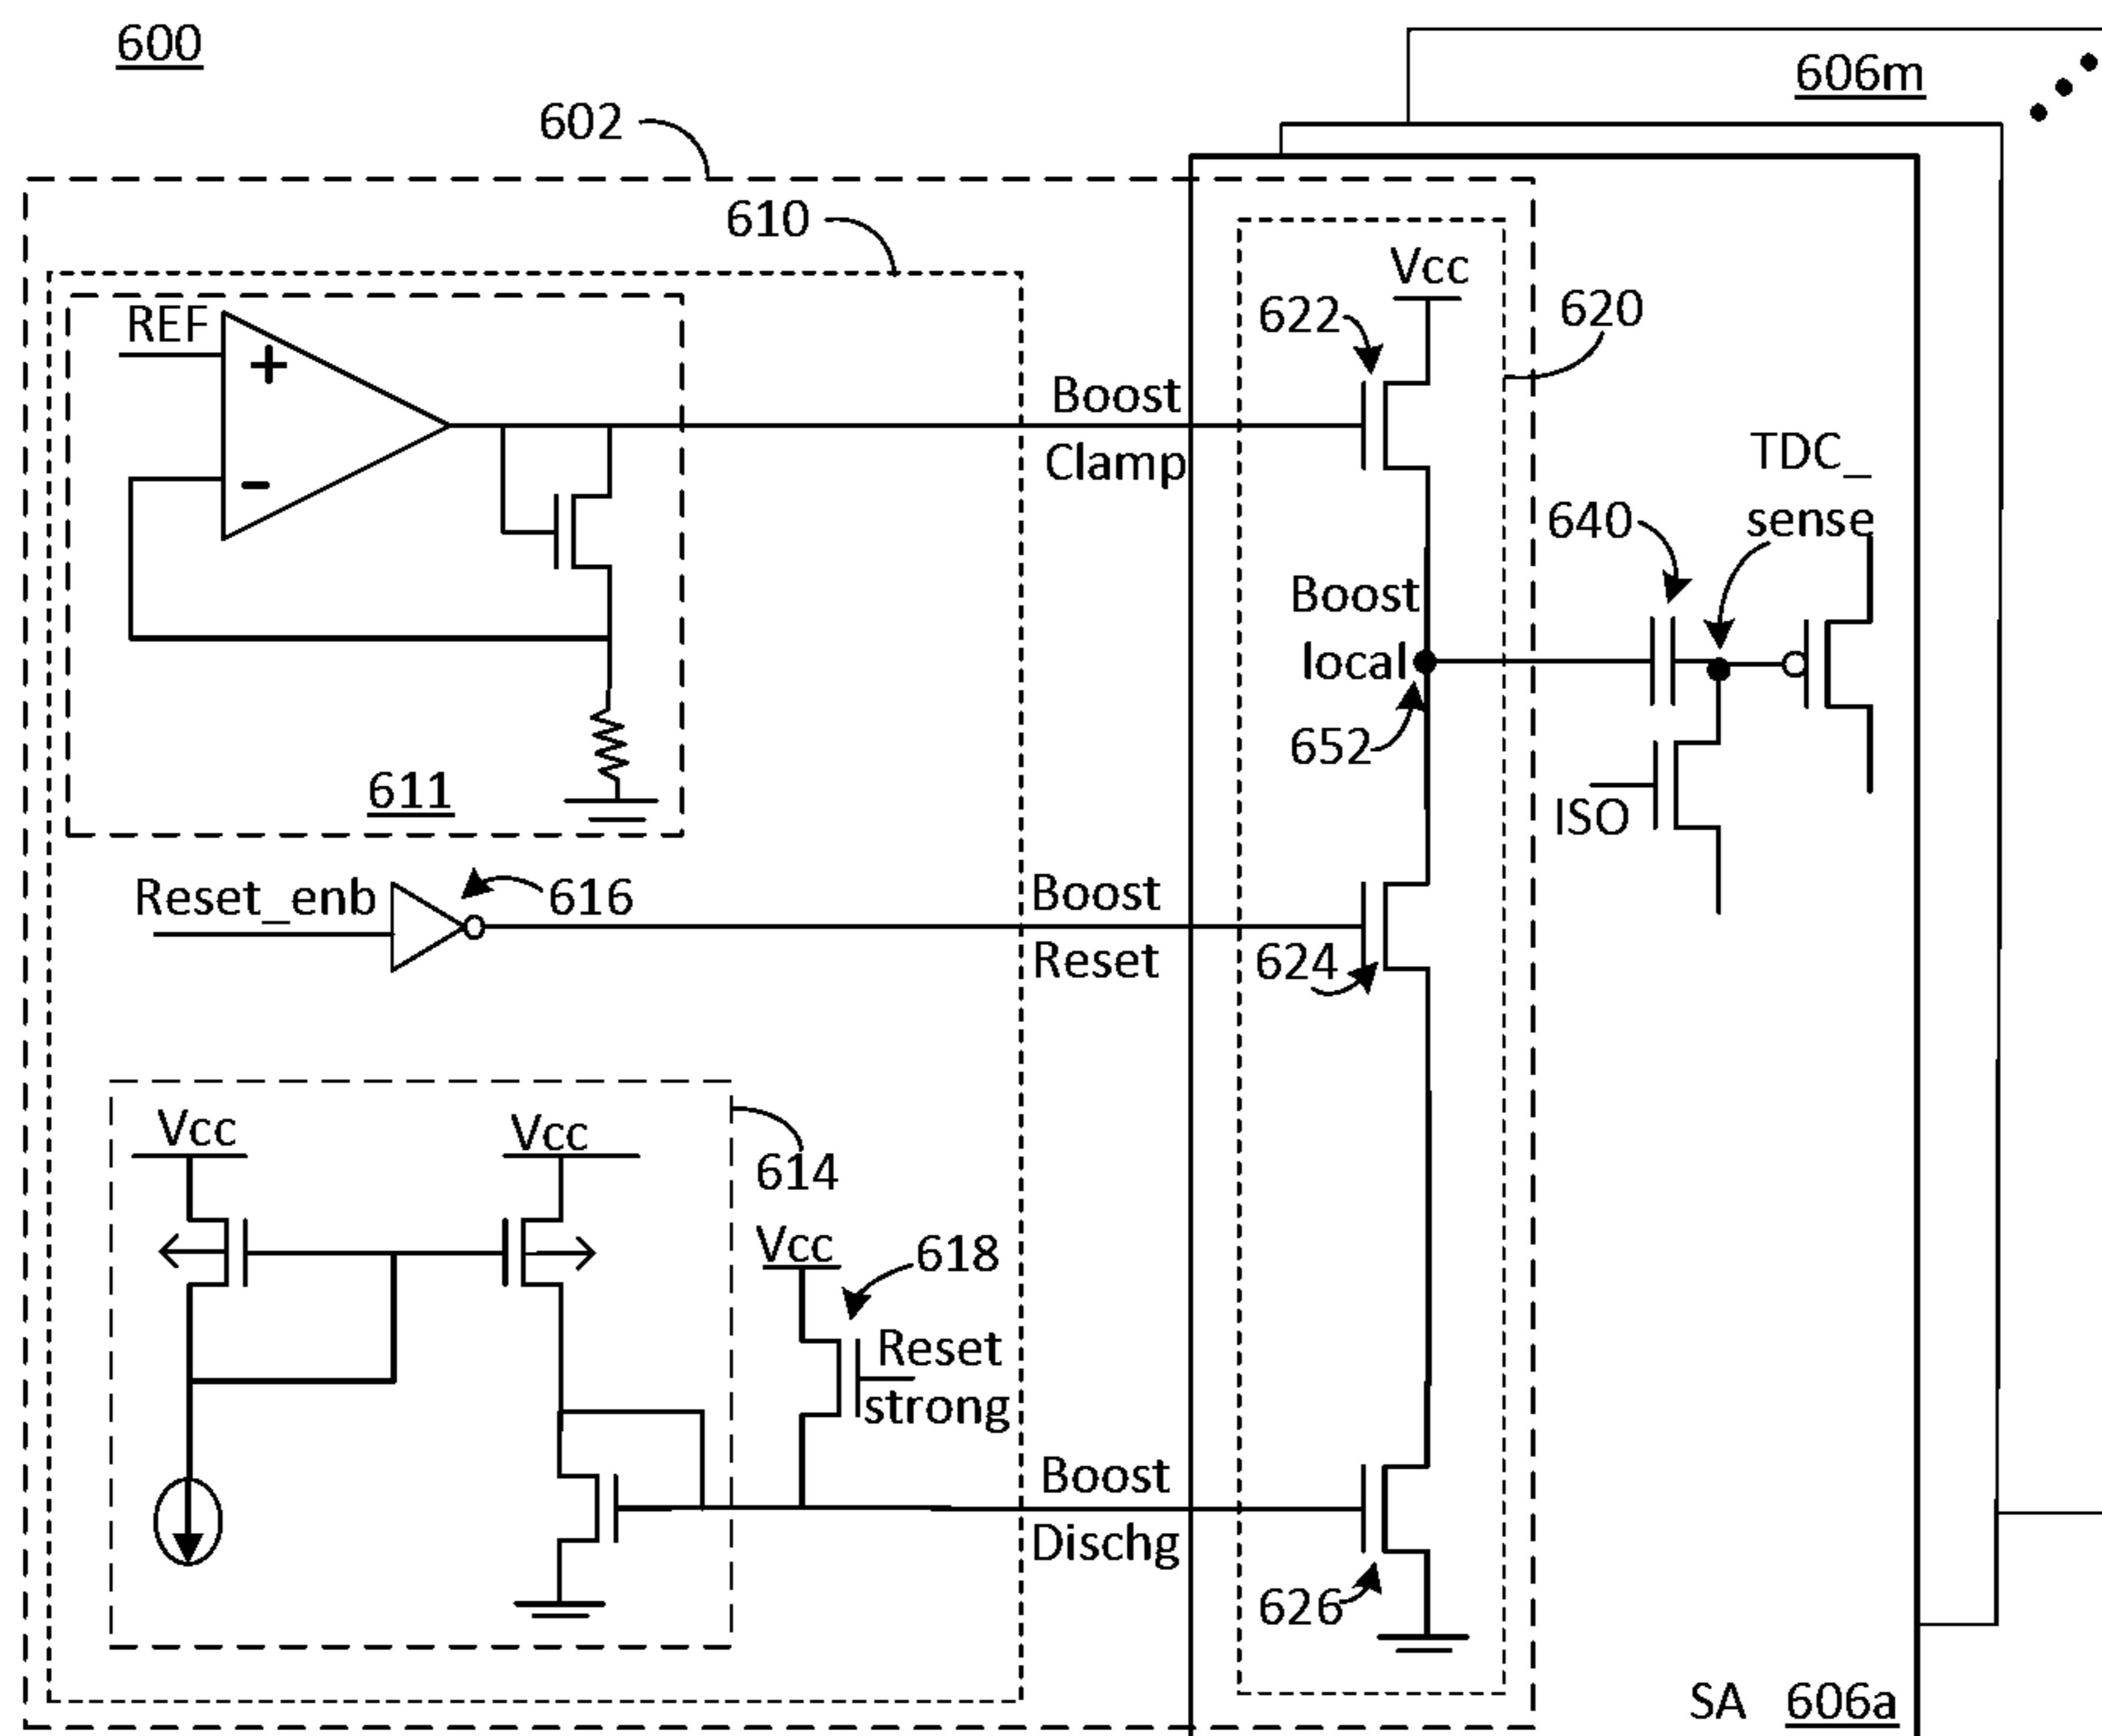 600
606m
602
610
Vcc
622
620
REF
+
-
Boost
Clamp
TDC_
sense
640
Boost
local
652
ISO
611
Reset_enb
616
Boost
Reset
624
Vcc
Vcc
614
Vcc
618
Reset
strong
Boost
Dischg
626
SA 606a